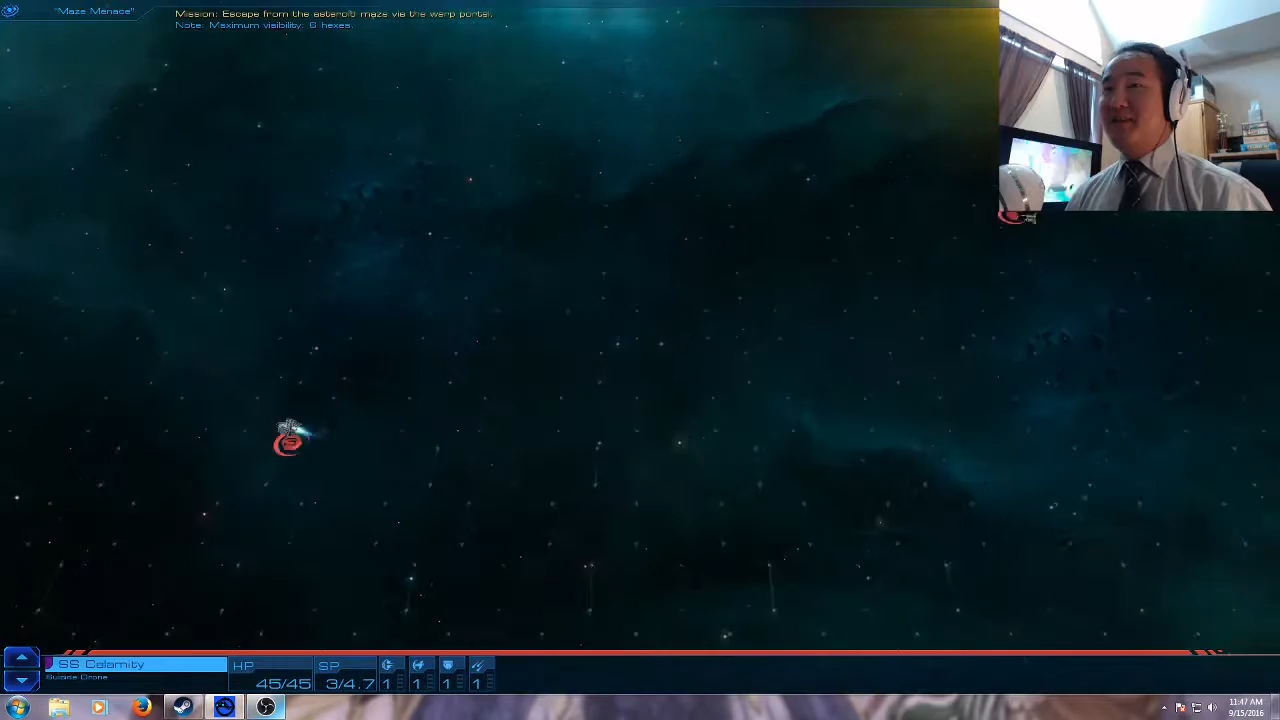 "Maze Menace"
Mission: Escape from the asteroid maze via the warp portal.
Note: Maximum visibility: 6 hexes.
SS Calamity
Suicide Drone
HP
45/45
SP
3/4.7
1
1
1
1
11:47 AM
9/15/2016